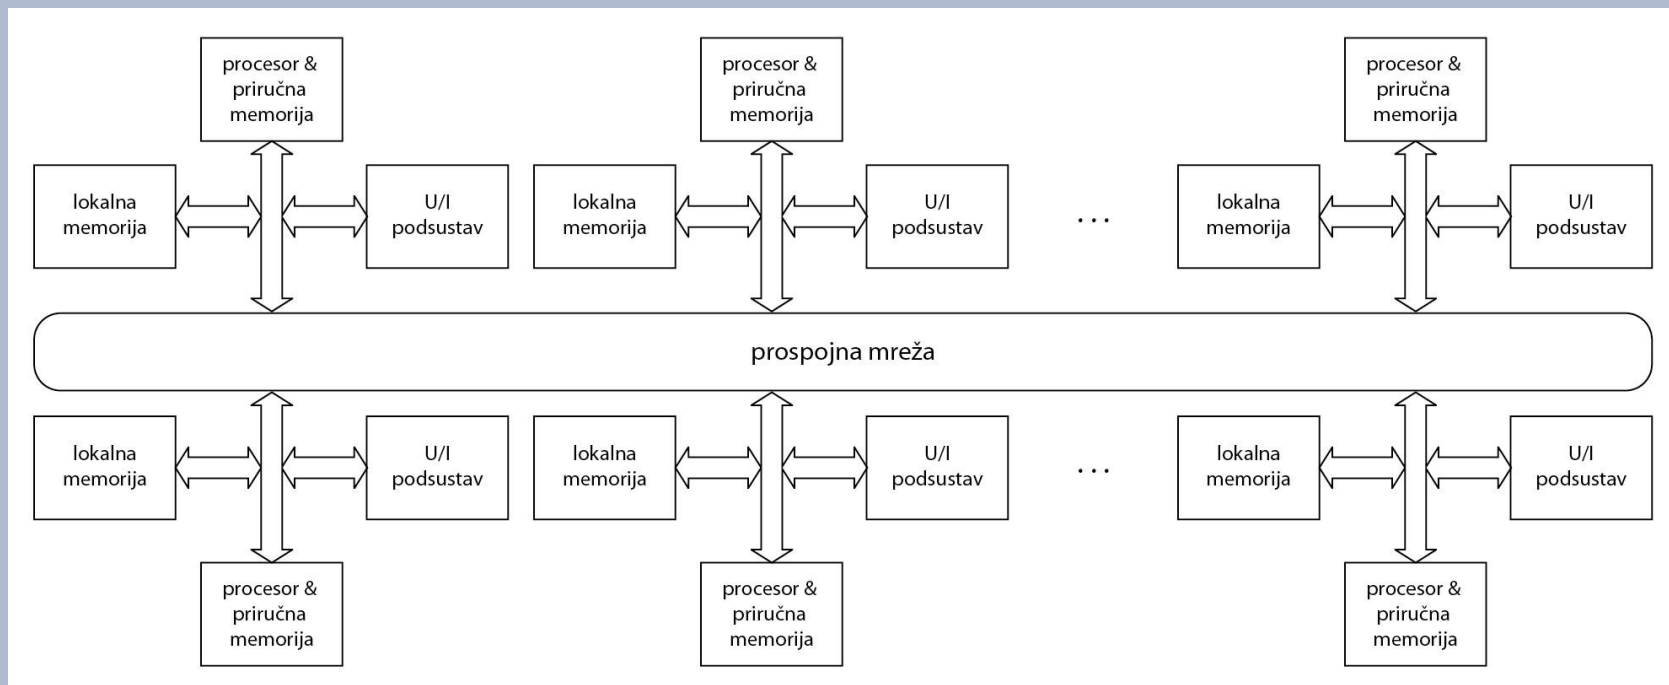 procesor &
priručna
memorija
procesor &
priručna
memorija
procesor &
priručna
memorija
lokalna
memorija
U/I
podsustav
lokalna
memorija
U/I
podsustav
...
lokalna
memorija
U/I
podsustav
prospojna mreža
lokalna
memorija
U/I
podsustav
lokalna
memorija
U/I
podsustav
...
lokalna
memorija
U/I
podsustav
procesor &
priručna
memorija
procesor &
priručna
memorija
procesor &
priručna
memorija